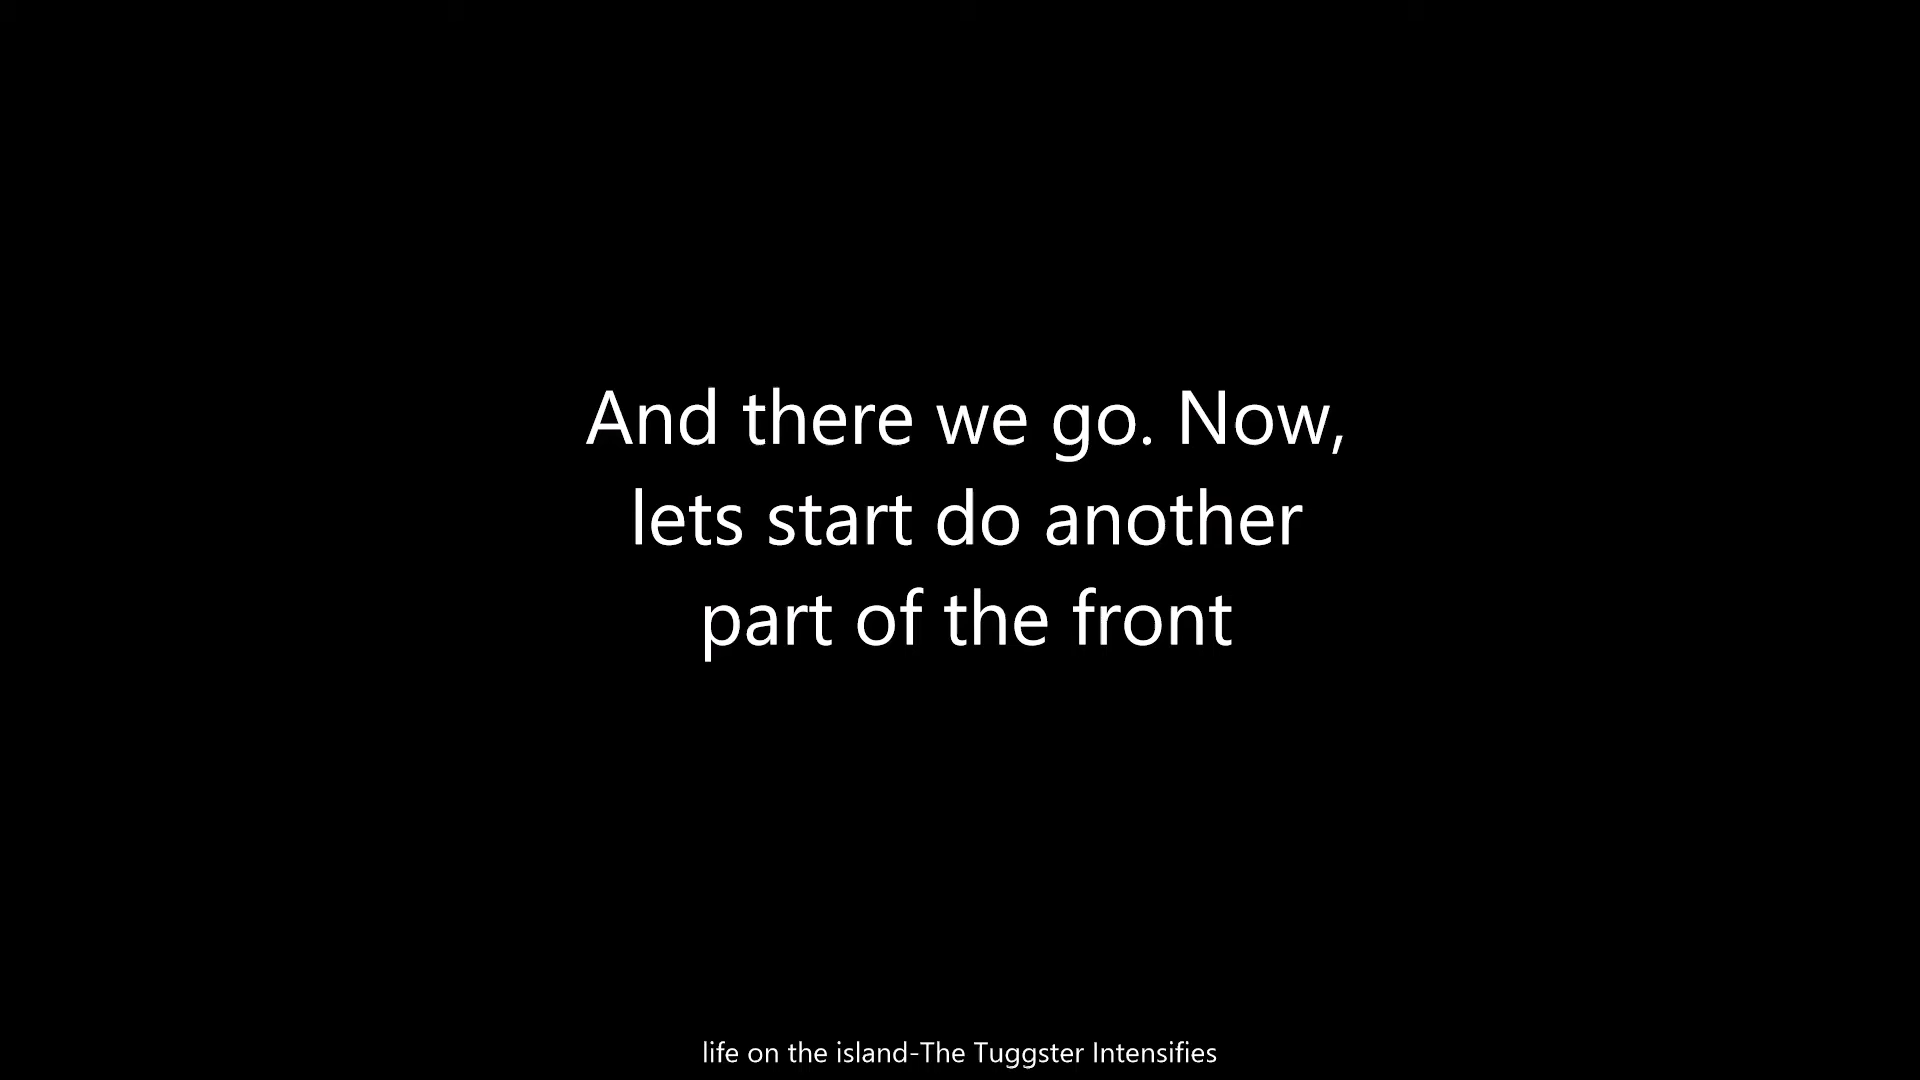 And there we go. Now,
lets start do another
part of the front
life on the island-The Tuggster Intensifies